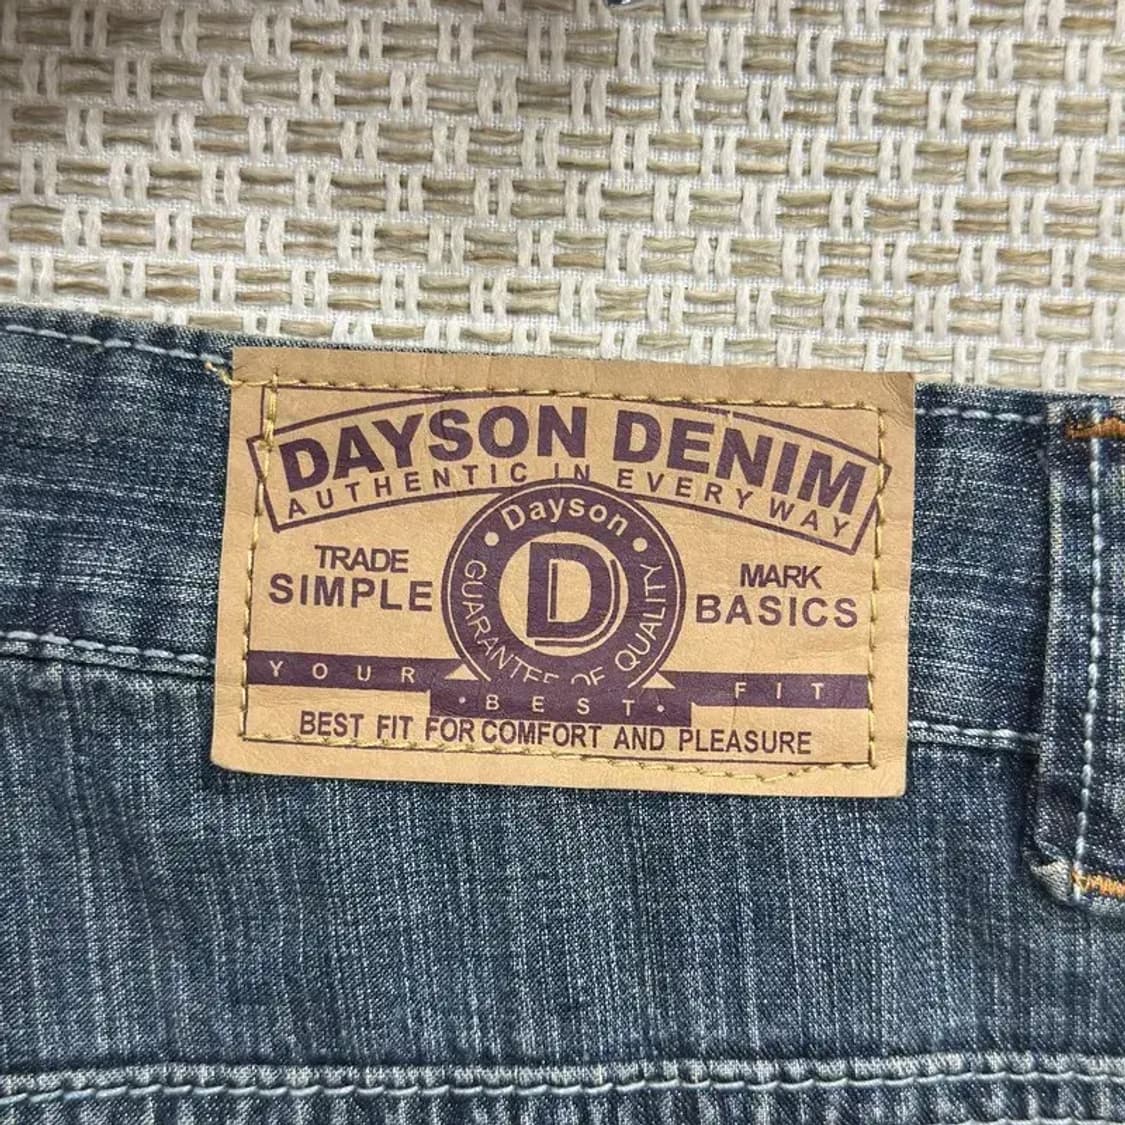 DAYSON DENIM
AUTHENTIC IN EVERY WAY
Dayson
TRADE MARK
SIMPLE D BASICS
GUARANTEE OF QUALITY
YOUR FIT
·BEST·
BEST FIT FOR COMFORT AND PLEASURE